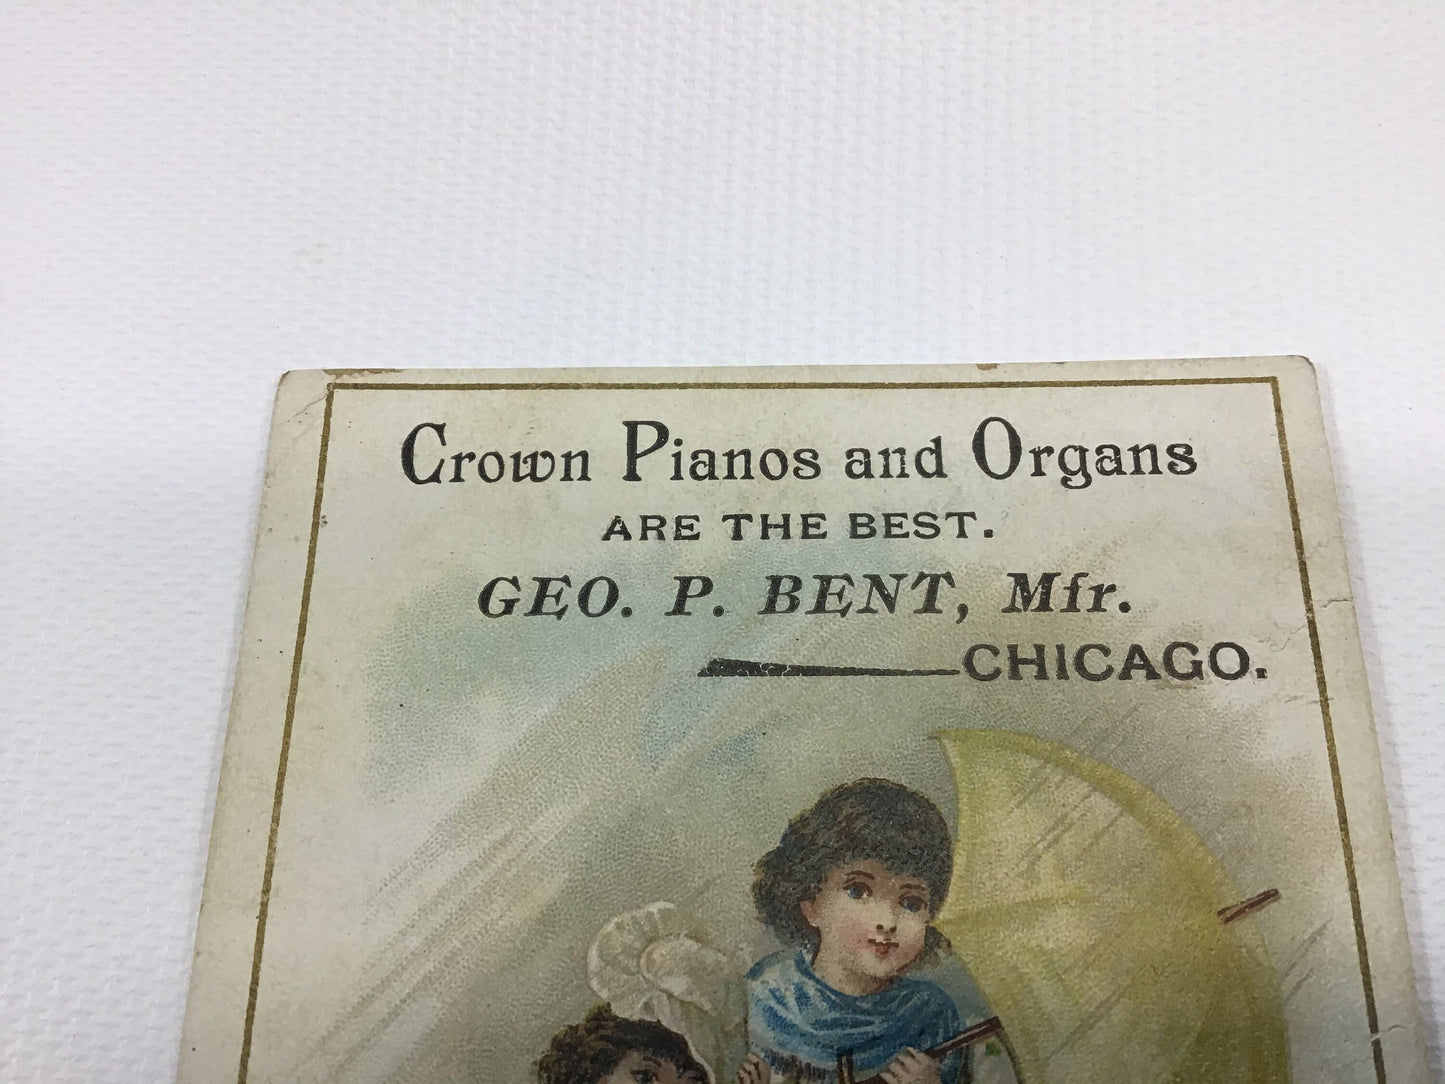 Crown Pianos and Organs
ARE THE BEST.
GEO. P. BENT, Mfr.
CHICAGO.